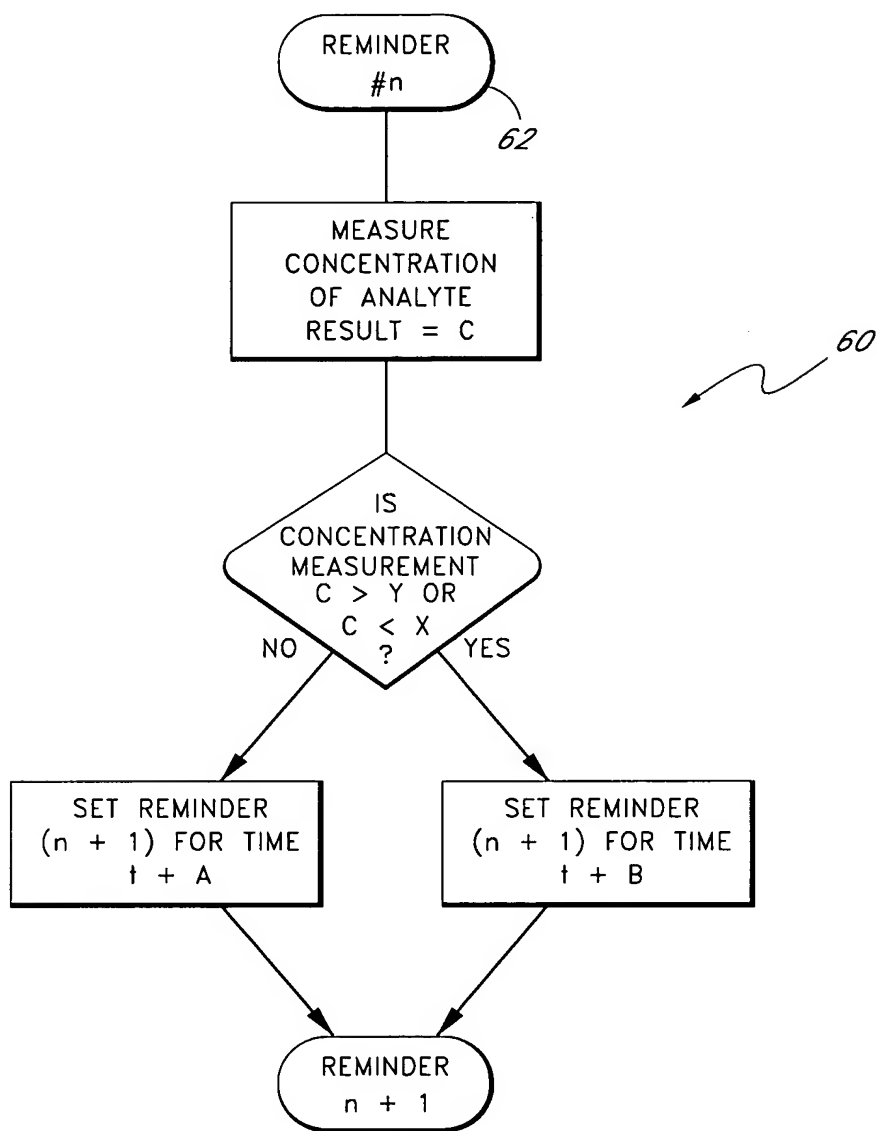 REMINDER
#n
62
MEASURE
CONCENTRATION
OF ANALYTE
RESULT = C
60
IS
CONCENTRATION
MEASUREMENT
C > Y OR
C < X
?
NO
YES
SET REMINDER
(n + 1) FOR TIME
t + A
SET REMINDER
(n + 1) FOR TIME
t + B
REMINDER
n + 1